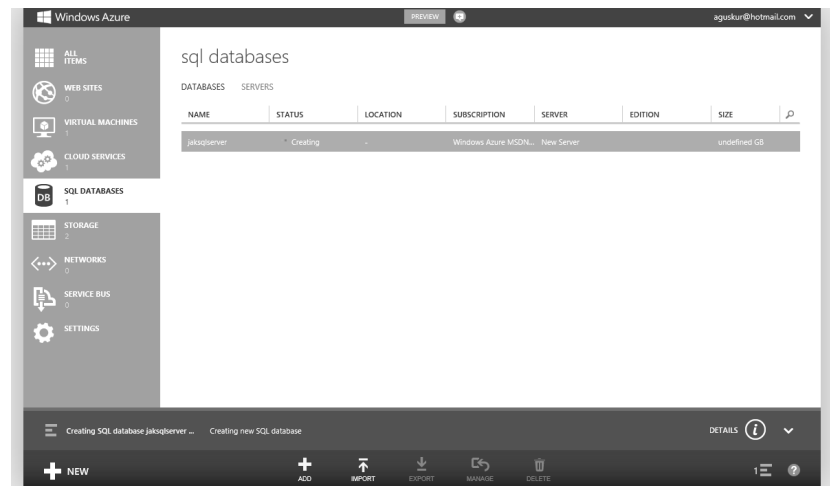 Windows Azure
PREVIEW
aguskur@hotmail.com
ALL
ITEMS
WEB SITES
0
VIRTUAL MACHINES
1
CLOUD SERVICES
1
DB
SQL DATABASES
1
STORAGE
2
NETWORKS
0
SERVICE BUS
0
SETTINGS
sql databases
DATABASES SERVERS
NAME STATUS LOCATION SUBSCRIPTION SERVER EDITION SIZE
jaksqlserver Creating - Windows Azure MSDN... New Server undefined GB
Creating SQL database jaksqlserver ... Creating new SQL database DETAILS i
NEW
ADD IMPORT EXPORT MANAGE DELETE
1 ?